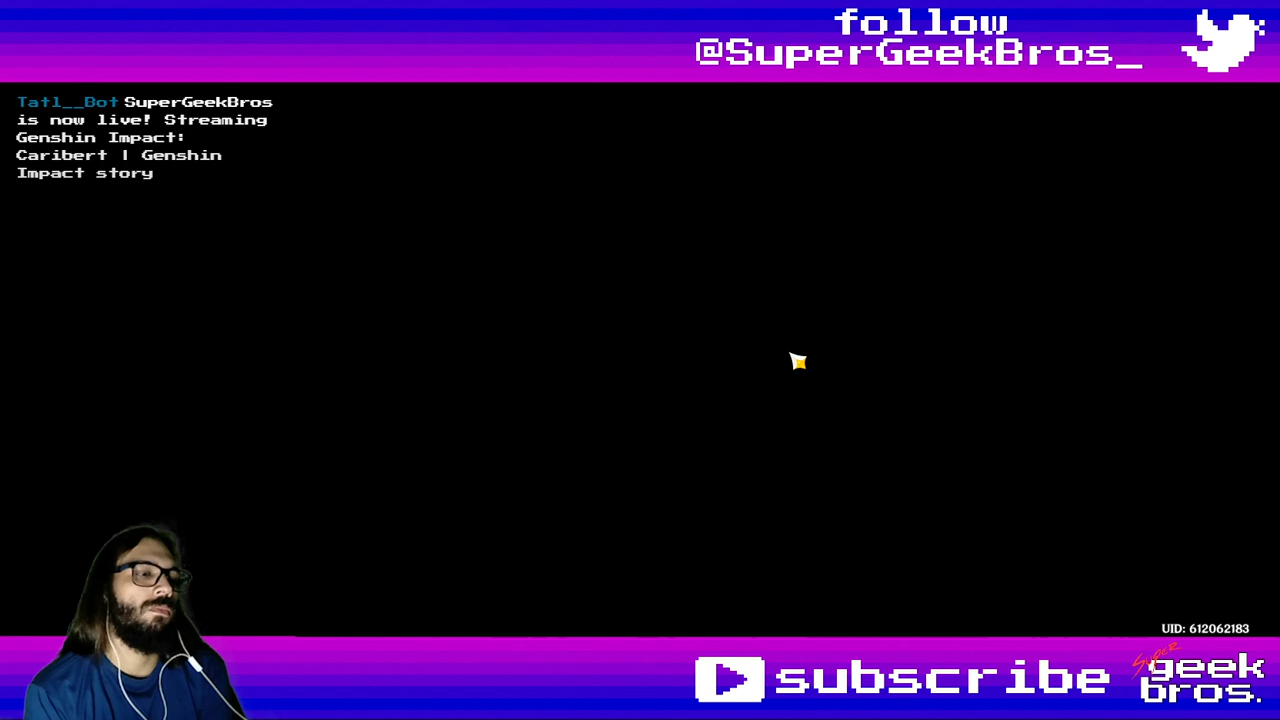 follow
@SuperGeekBros_
Tatl__Bot SuperGeekBros
is now live! Streaming
Genshin Impact:
Caribert | Genshin
Impact story
UID: 612062183
subscribe
super
geek
bros.